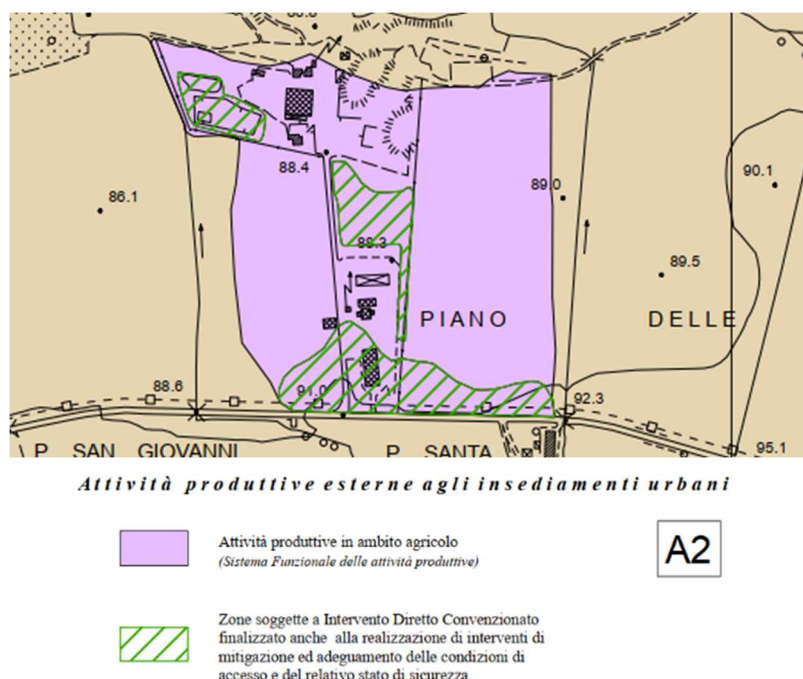 88.4
86.1
89.0
90.1
88.3
89.5
PIANO DELLE
88.6
91.0
92.3
95.1
P. SAN GIOVANNI
P. SANTA
Attività produttive esterne agli insediamenti urbani
Attività produttive in ambito agricolo
(Sistema Funzionale delle attività produttive)
A2
Zone soggette a Intervento Diretto Convenzionato
finalizzato anche alla realizzazione di interventi di
mitigazione ed adeguamento delle condizioni di
accesso e del relativo stato di sicurezza